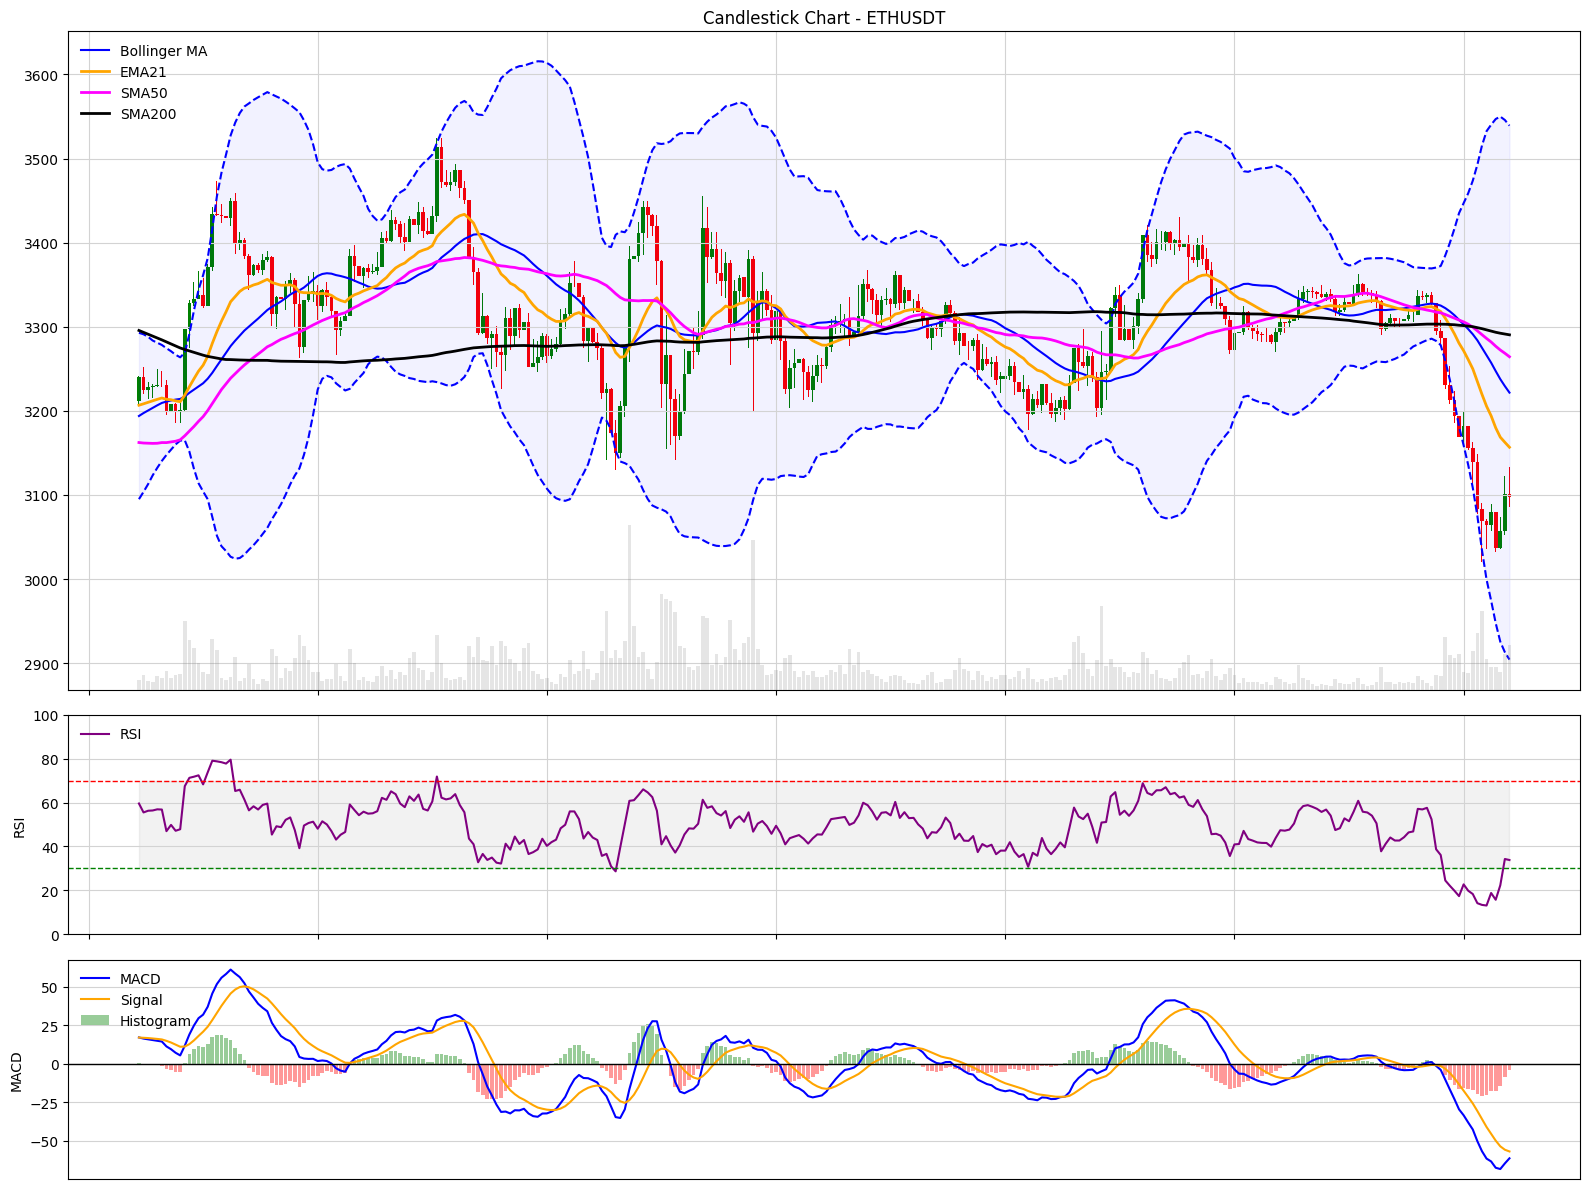 Candlestick Chart - ETHUSDT
Bollinger MA
EMA21
SMA50
SMA200
3600
3500
3400
3300
3200
3100
3000
2900
RSI
RSI
100
80
60
40
20
0
MACD
Signal
Histogram
MACD
50
25
0
−25
−50